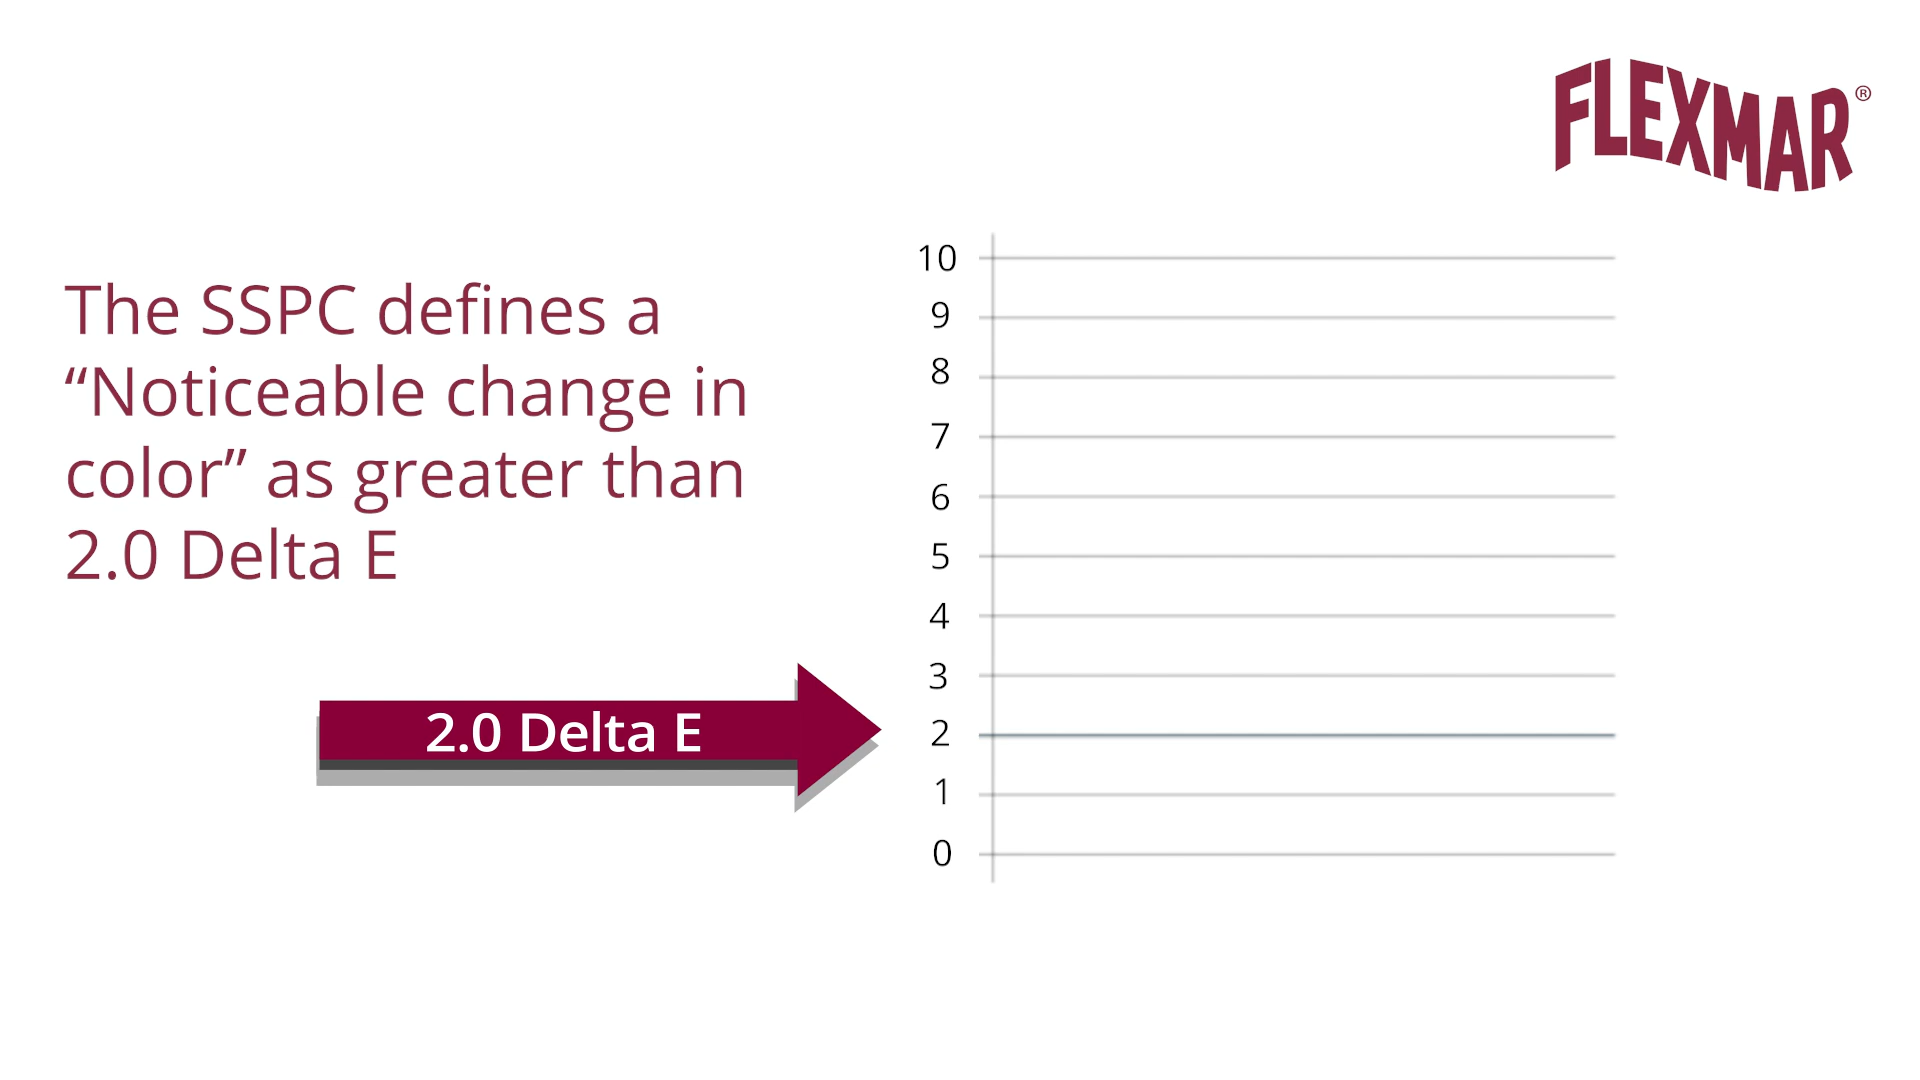 FLEXMAR®
The SSPC defines a
“Noticeable change in
color” as greater than
2.0 Delta E
2.0 Delta E
10
9
8
7
6
5
4
3
2
1
0